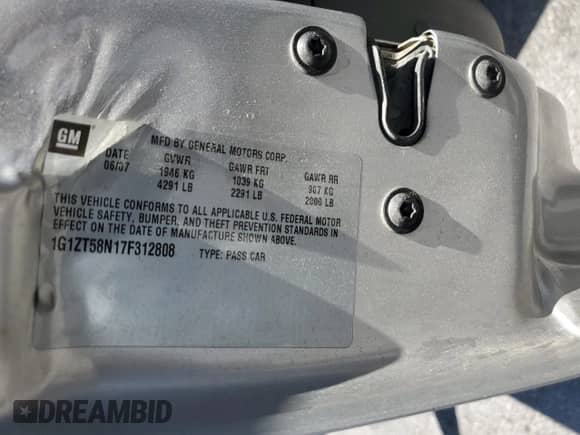 GM
MFD BY GENERAL MOTORS CORP.
DATE GVWR GAWR FRT GAWR RR
06/07 1946 KG 1039 KG 907 KG
4291 LB 2291 LB 2000 LB
THIS VEHICLE CONFORMS TO ALL APPLICABLE U.S. FEDERAL MOTOR
VEHICLE SAFETY, BUMPER, AND THEFT PREVENTION STANDARDS IN
EFFECT ON THE DATE OF MANUFACTURE SHOWN ABOVE.
1G1ZT58N17F312808 TYPE: PASS CAR
DREAMBID